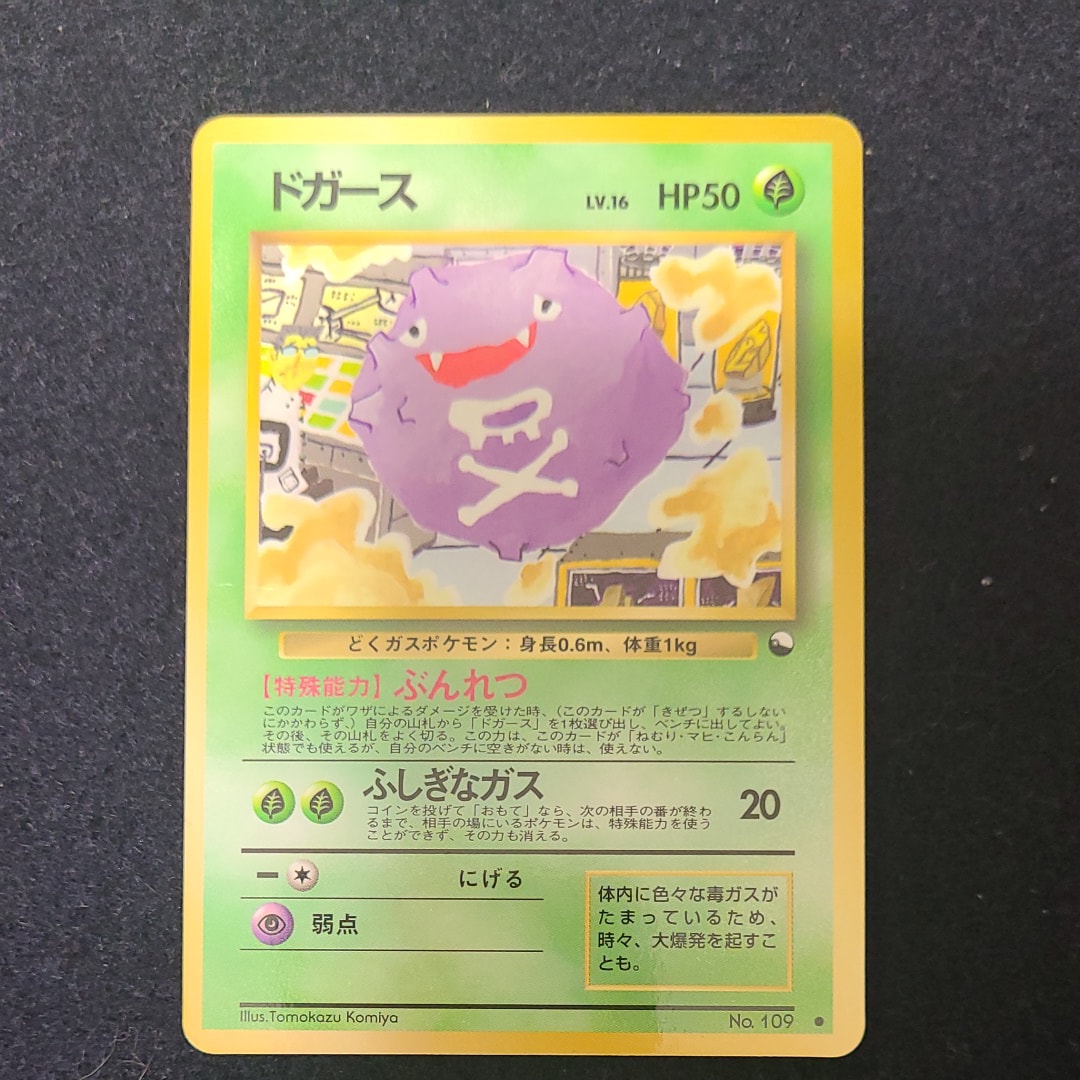 ドガース LV.16 HP50
どくガスポケモン：身長0.6m、体重1kg
【特殊能力】ぶんれつ
このカードがワザによるダメージを受けた時、（このカードが「きぜつ」するしない
にかかわらず、）自分の山札から「ドガース」を1枚選び出し、ベンチに出してよい。
その後、その山札をよく切る。この力は、このカードが「ねむり・マヒ・こんらん」
状態でも使えるが、自分のベンチに空きがない時は、使えない。
ふしぎなガス 20
コインを投げて「おもて」なら、次の相手の番が終わ
るまで、相手の場にいるポケモンは、特殊能力を使う
ことができず、その力も消える。
にげる
弱点
体内に色々な毒ガスが
たまっているため、
時々、大爆発を起すこ
とも。
Illus.Tomokazu Komiya
No. 109 ●